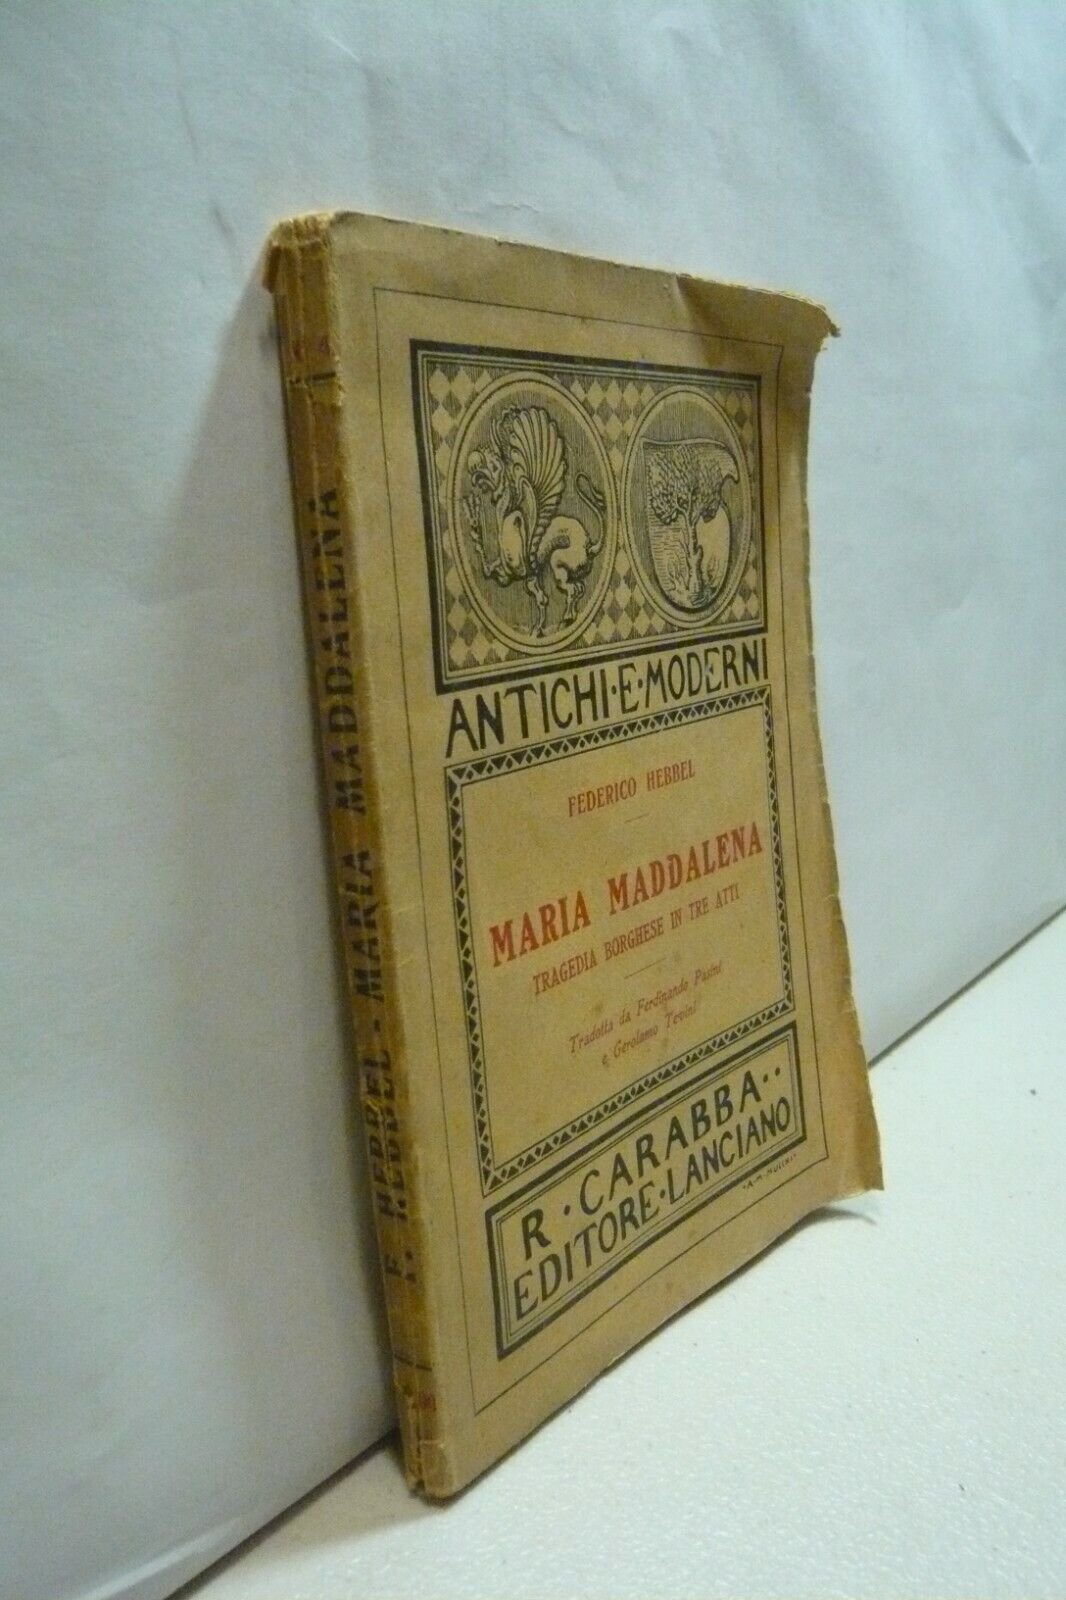 ANTICHI·E·MODERNI
FEDERICO HEBBEL
MARIA MADDALENA
TRAGEDIA BORGHESE IN TRE ATTI
Tradotta da Ferdinando Pasini
e Gerolamo Tevini
R·CARABBA··
EDITORE·LANCIANO
F. HEBBEL - MARIA MADDALENA